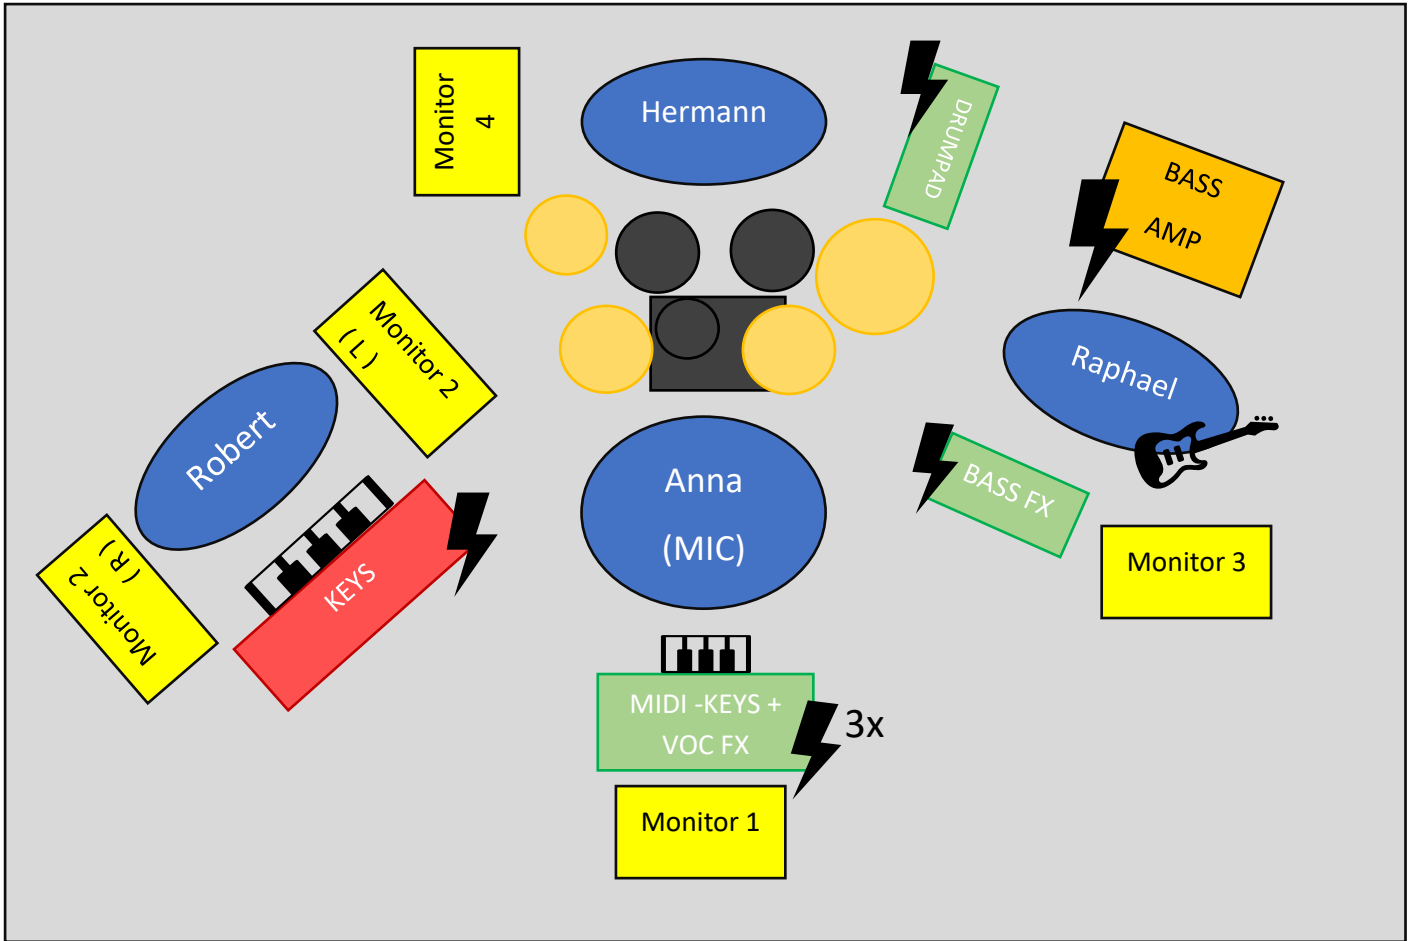 Monitor
4
Hermann
DRUMPAD
BASS
AMP
Monitor 2
( L )
Robert
Raphael
Anna
(MIC)
BASS FX
KEYS
Monitor 2
( R )
Monitor 3
MIDI -KEYS +
VOC FX
3x
Monitor 1